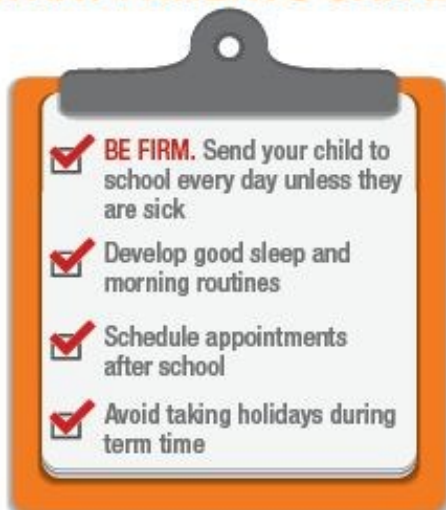 BE FIRM. Send your child to
school every day unless they
are sick
Develop good sleep and
morning routines
Schedule appointments
after school
Avoid taking holidays during
term time